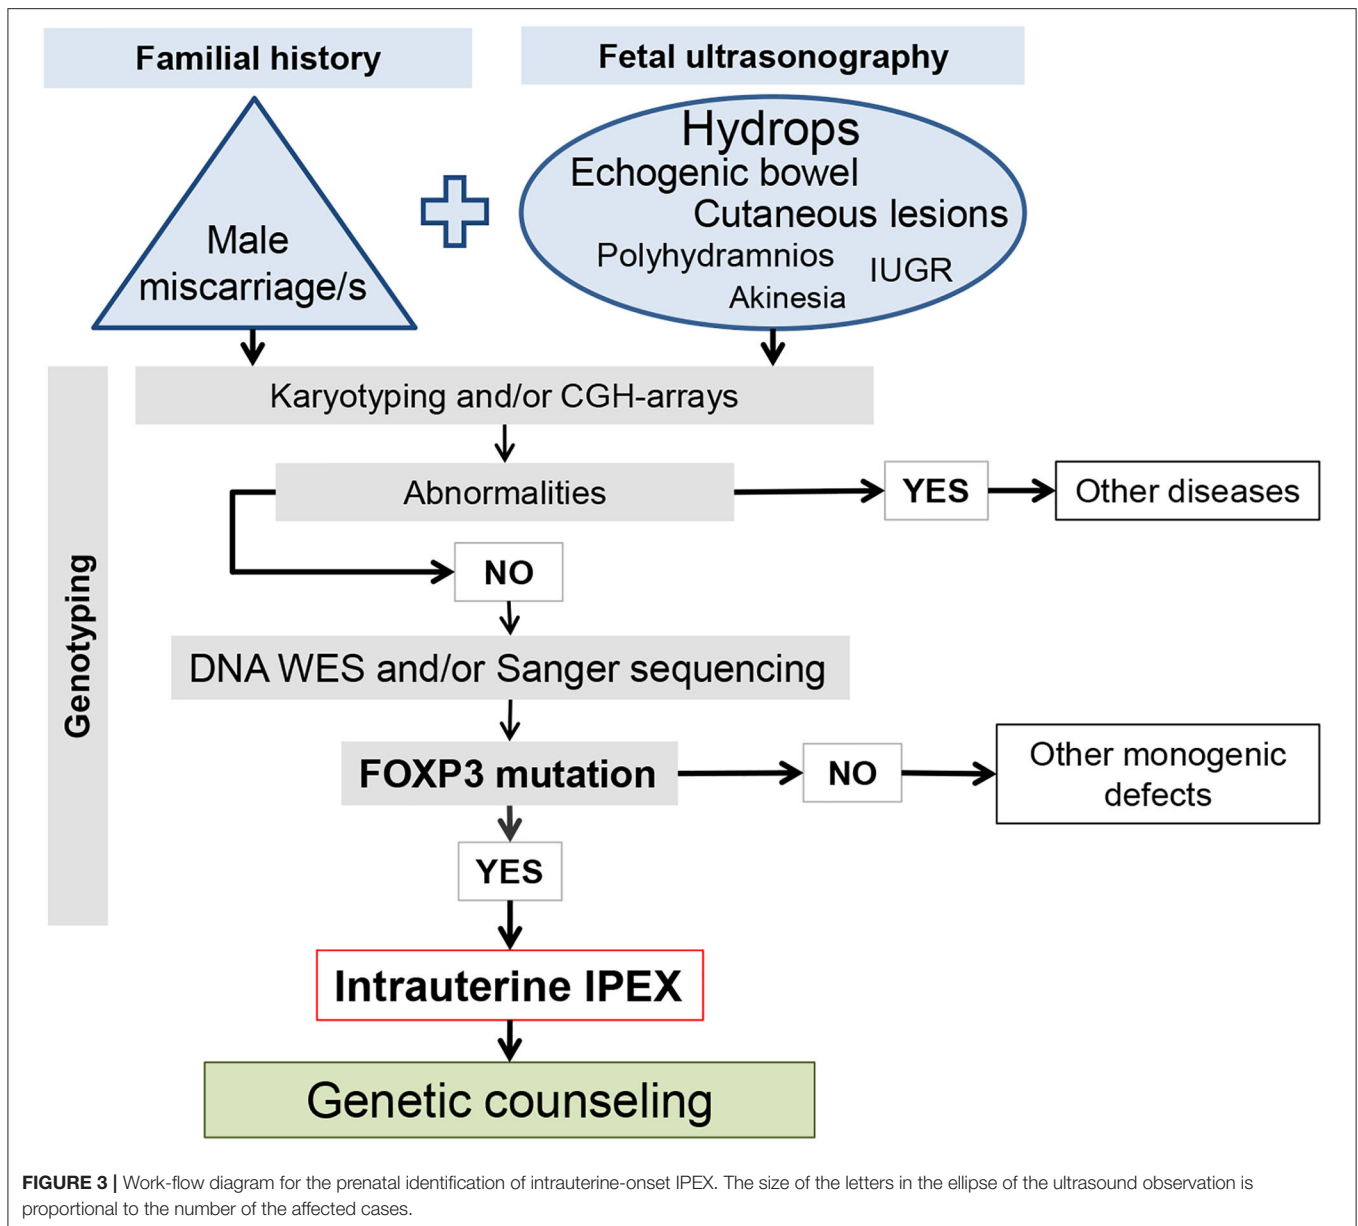 Familial history
Fetal ultrasonography
Male
miscarriage/s
Hydrops
Echogenic bowel
Cutaneous lesions
Polyhydramnios
IUGR
Akinesia
Genotyping
Karyotyping and/or CGH-arrays
Abnormalities
YES
Other diseases
NO
DNA WES and/or Sanger sequencing
FOXP3 mutation
NO
Other monogenic
defects
YES
Intrauterine IPEX
Genetic counseling
FIGURE 3 | Work-flow diagram for the prenatal identification of intrauterine-onset IPEX. The size of the letters in the ellipse of the ultrasound observation is
proportional to the number of the affected cases.